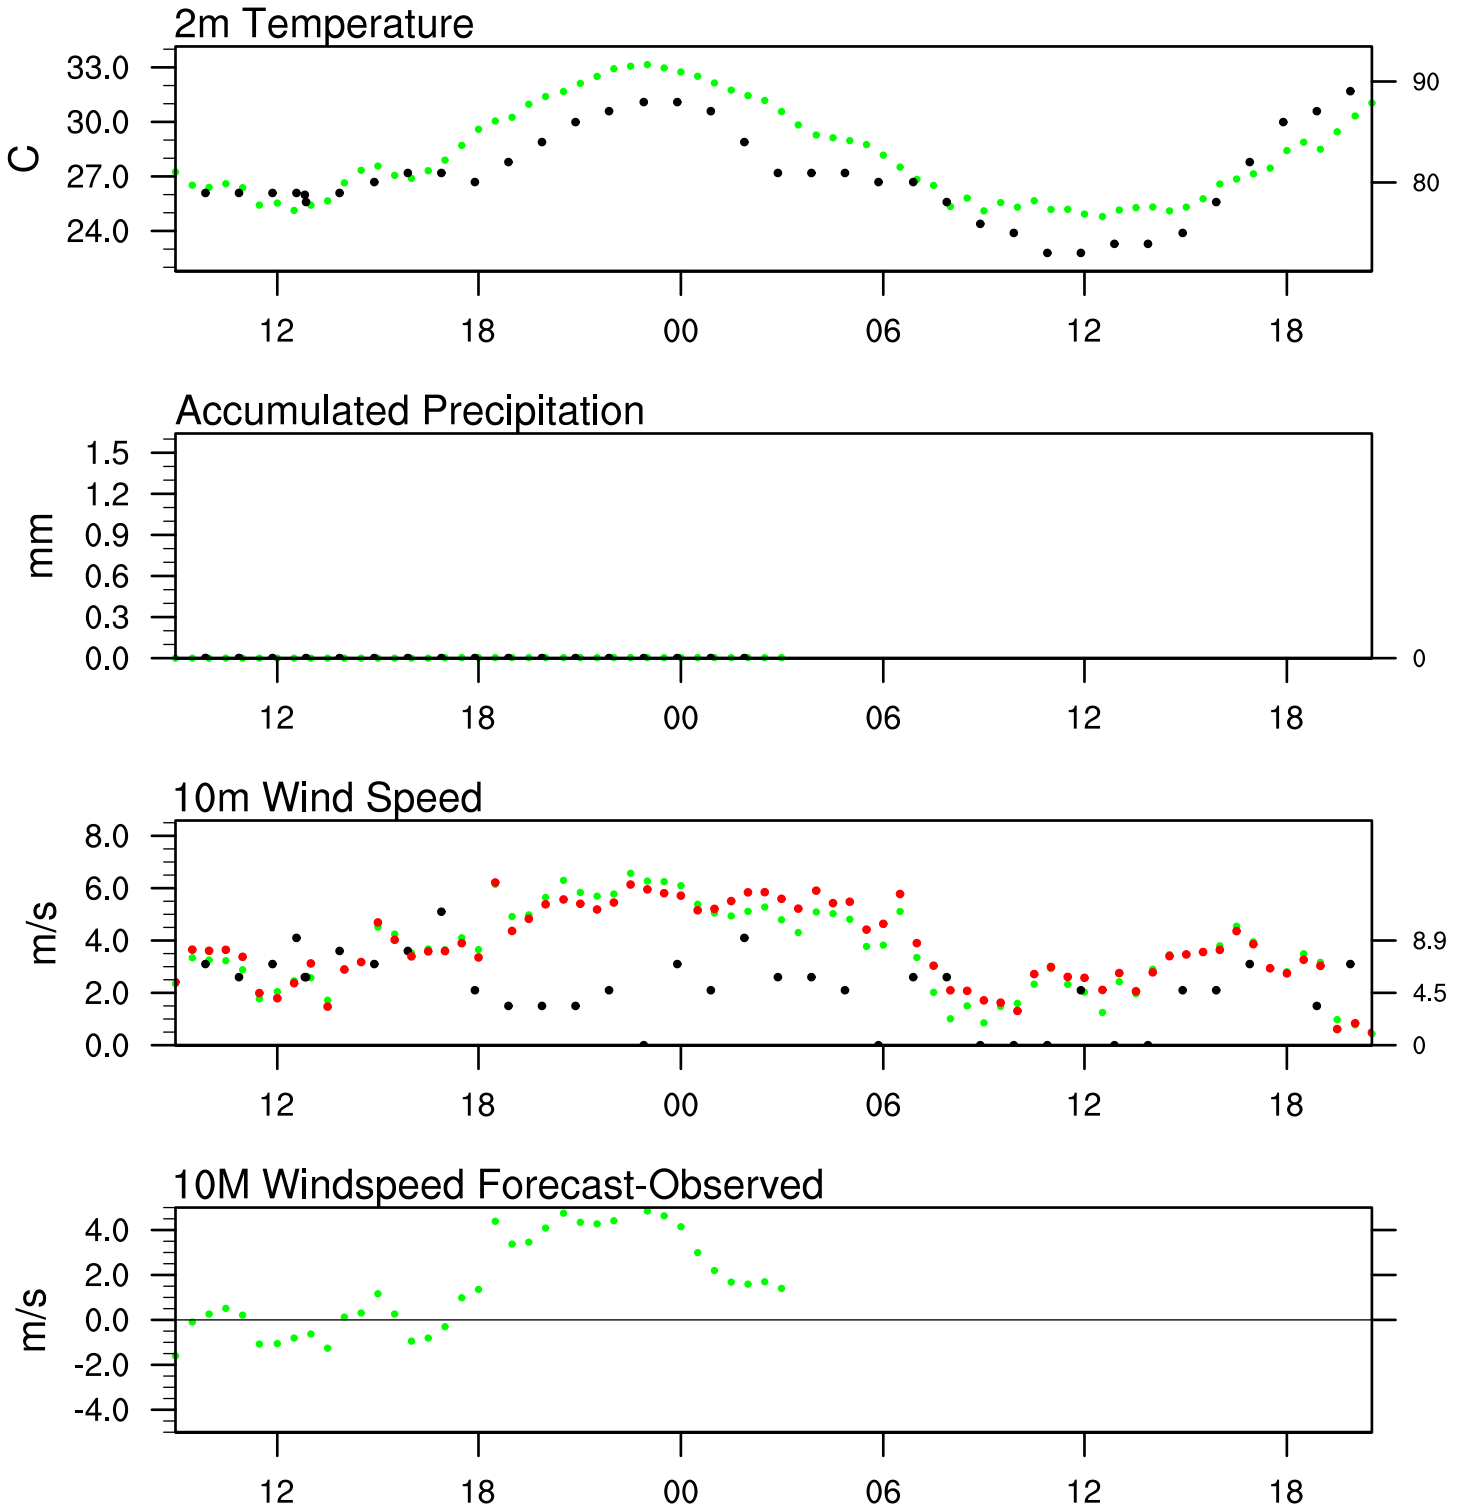 2m Temperature
C
33.0
30.0
27.0
24.0
90
80
12 18 00 06 12 18
Accumulated Precipitation
mm
1.5
1.2
0.9
0.6
0.3
0.0
0
12 18 00 06 12 18
10m Wind Speed
m/s
8.0
6.0
4.0
2.0
0.0
8.9
4.5
0
12 18 00 06 12 18
10M Windspeed Forecast-Observed
m/s
4.0
2.0
0.0
-2.0
-4.0
12 18 00 06 12 18